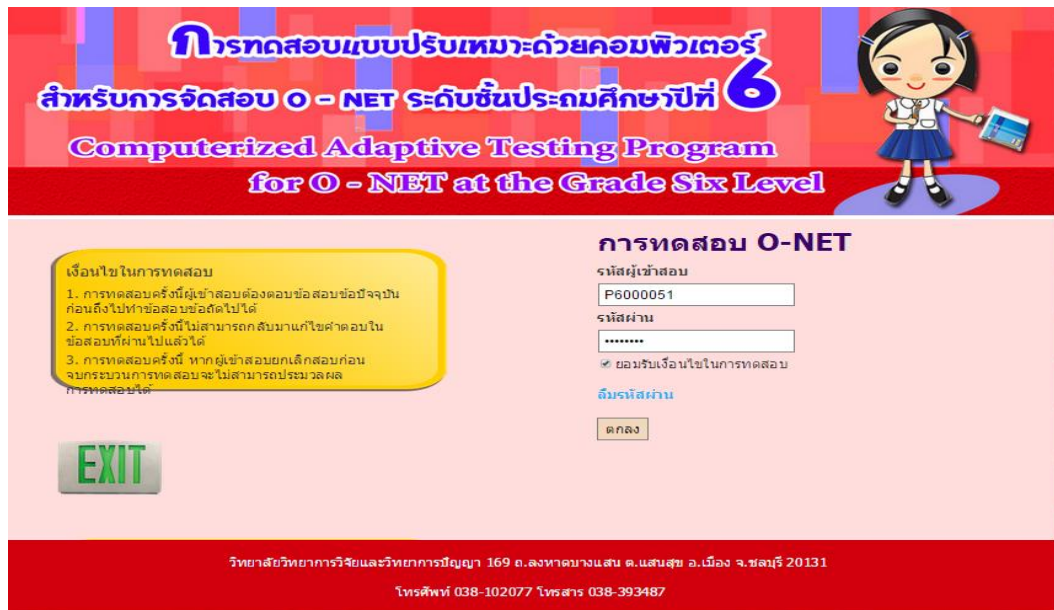 การทดสอบแบบปรับเหมาะด้วยคอมพิวเตอร์
สำหรับการจัดสอบ O - NET ระดับชั้นประถมศึกษาปีที่ 6
Computerized Adaptive Testing Program
for O - NET at the Grade Six Level
เงื่อนไขในการทดสอบ
1. การทดสอบครั้งนี้ผู้เข้าสอบต้องตอบข้อสอบข้อปัจจุบัน
ก่อนถึงไปทำข้อสอบข้อถัดไปได้
2. การทดสอบครั้งนี้ไม่สามารถกลับมาแก้ไขคำตอบใน
ข้อสอบที่ผ่านไปแล้วได้
3. การทดสอบครั้งนี้ หากผู้เข้าสอบยกเลิกสอบก่อน
จบกระบวนการทดสอบจะไม่สามารถประมวลผล
การทดสอบได้
EXIT
การทดสอบ O-NET
รหัสผู้เข้าสอบ
P6000051
รหัสผ่าน
••••••••
ยอมรับเงื่อนไขในการทดสอบ
ลืมรหัสผ่าน
ตกลง
วิทยาลัยวิทยาการวิจัยและวิทยาการปัญญา 169 ถ.ลงหาดบางแสน ต.แสนสุข อ.เมือง จ.ชลบุรี 20131
โทรศัพท์ 038-102077 โทรสาร 038-393487